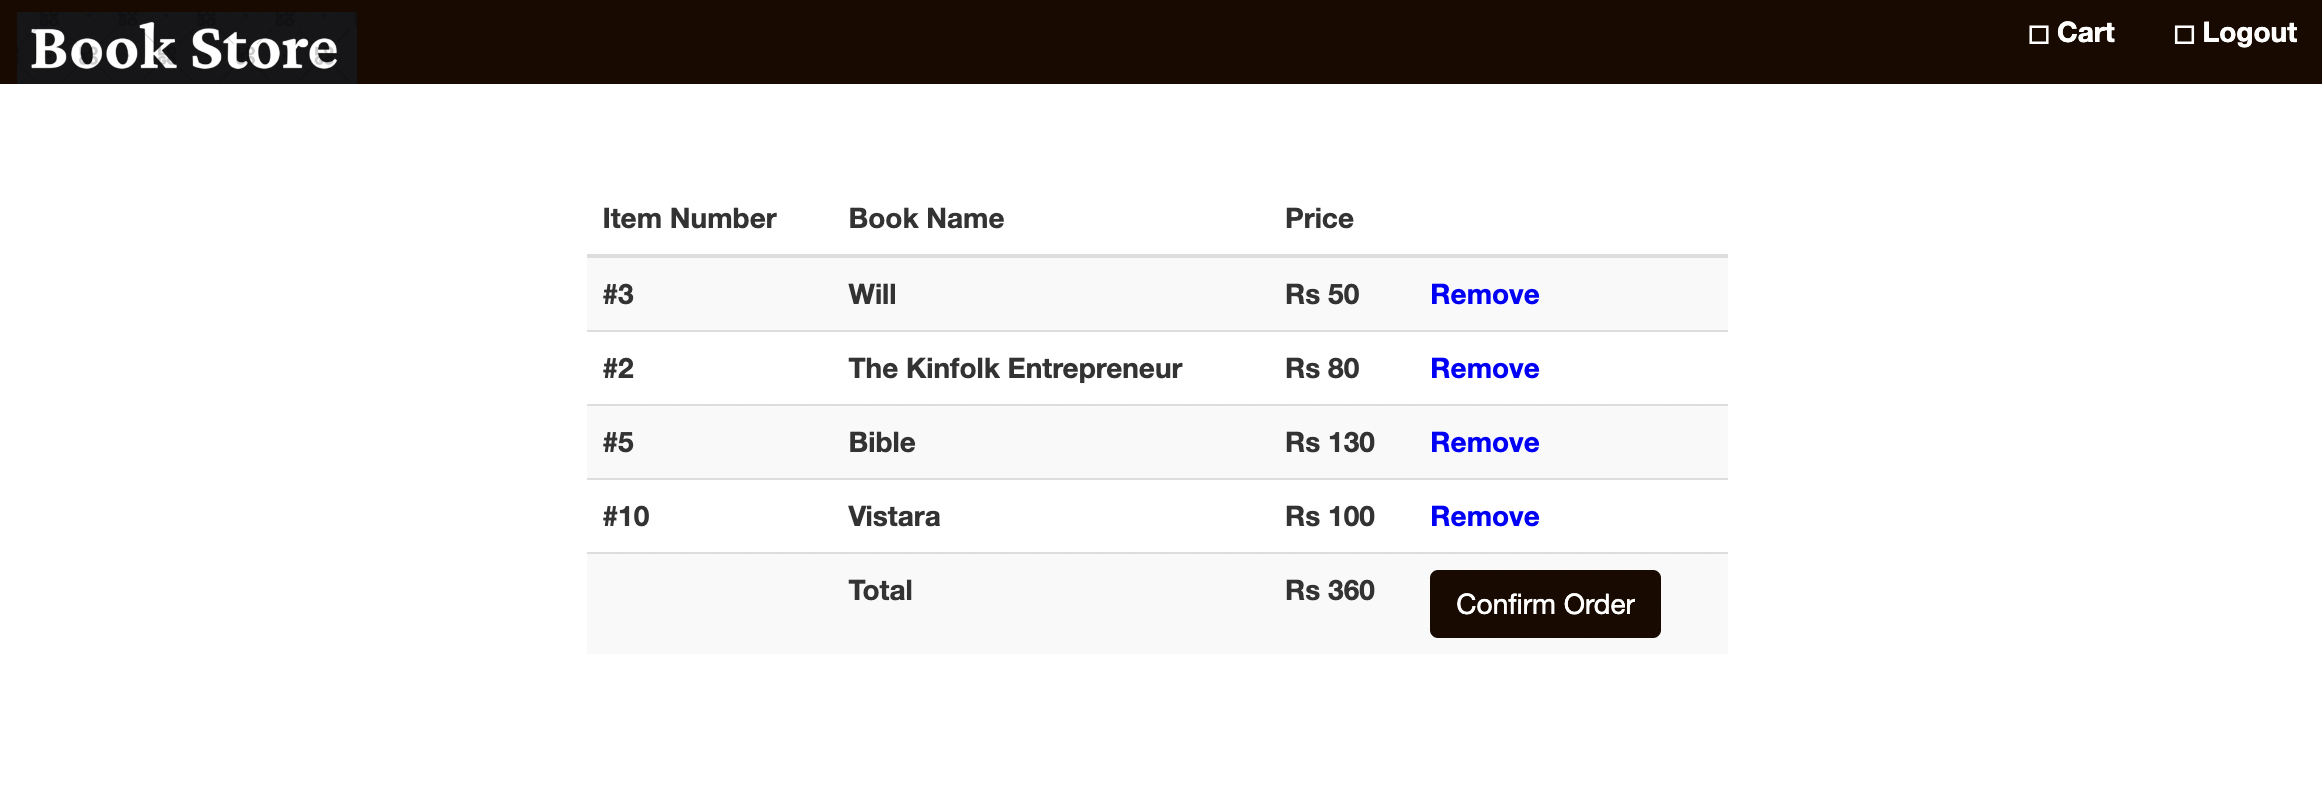 Book Store
Cart Logout
Item Number Book Name Price
#3 Will Rs 50 Remove
#2 The Kinfolk Entrepreneur Rs 80 Remove
#5 Bible Rs 130 Remove
#10 Vistara Rs 100 Remove
Total Rs 360 Confirm Order